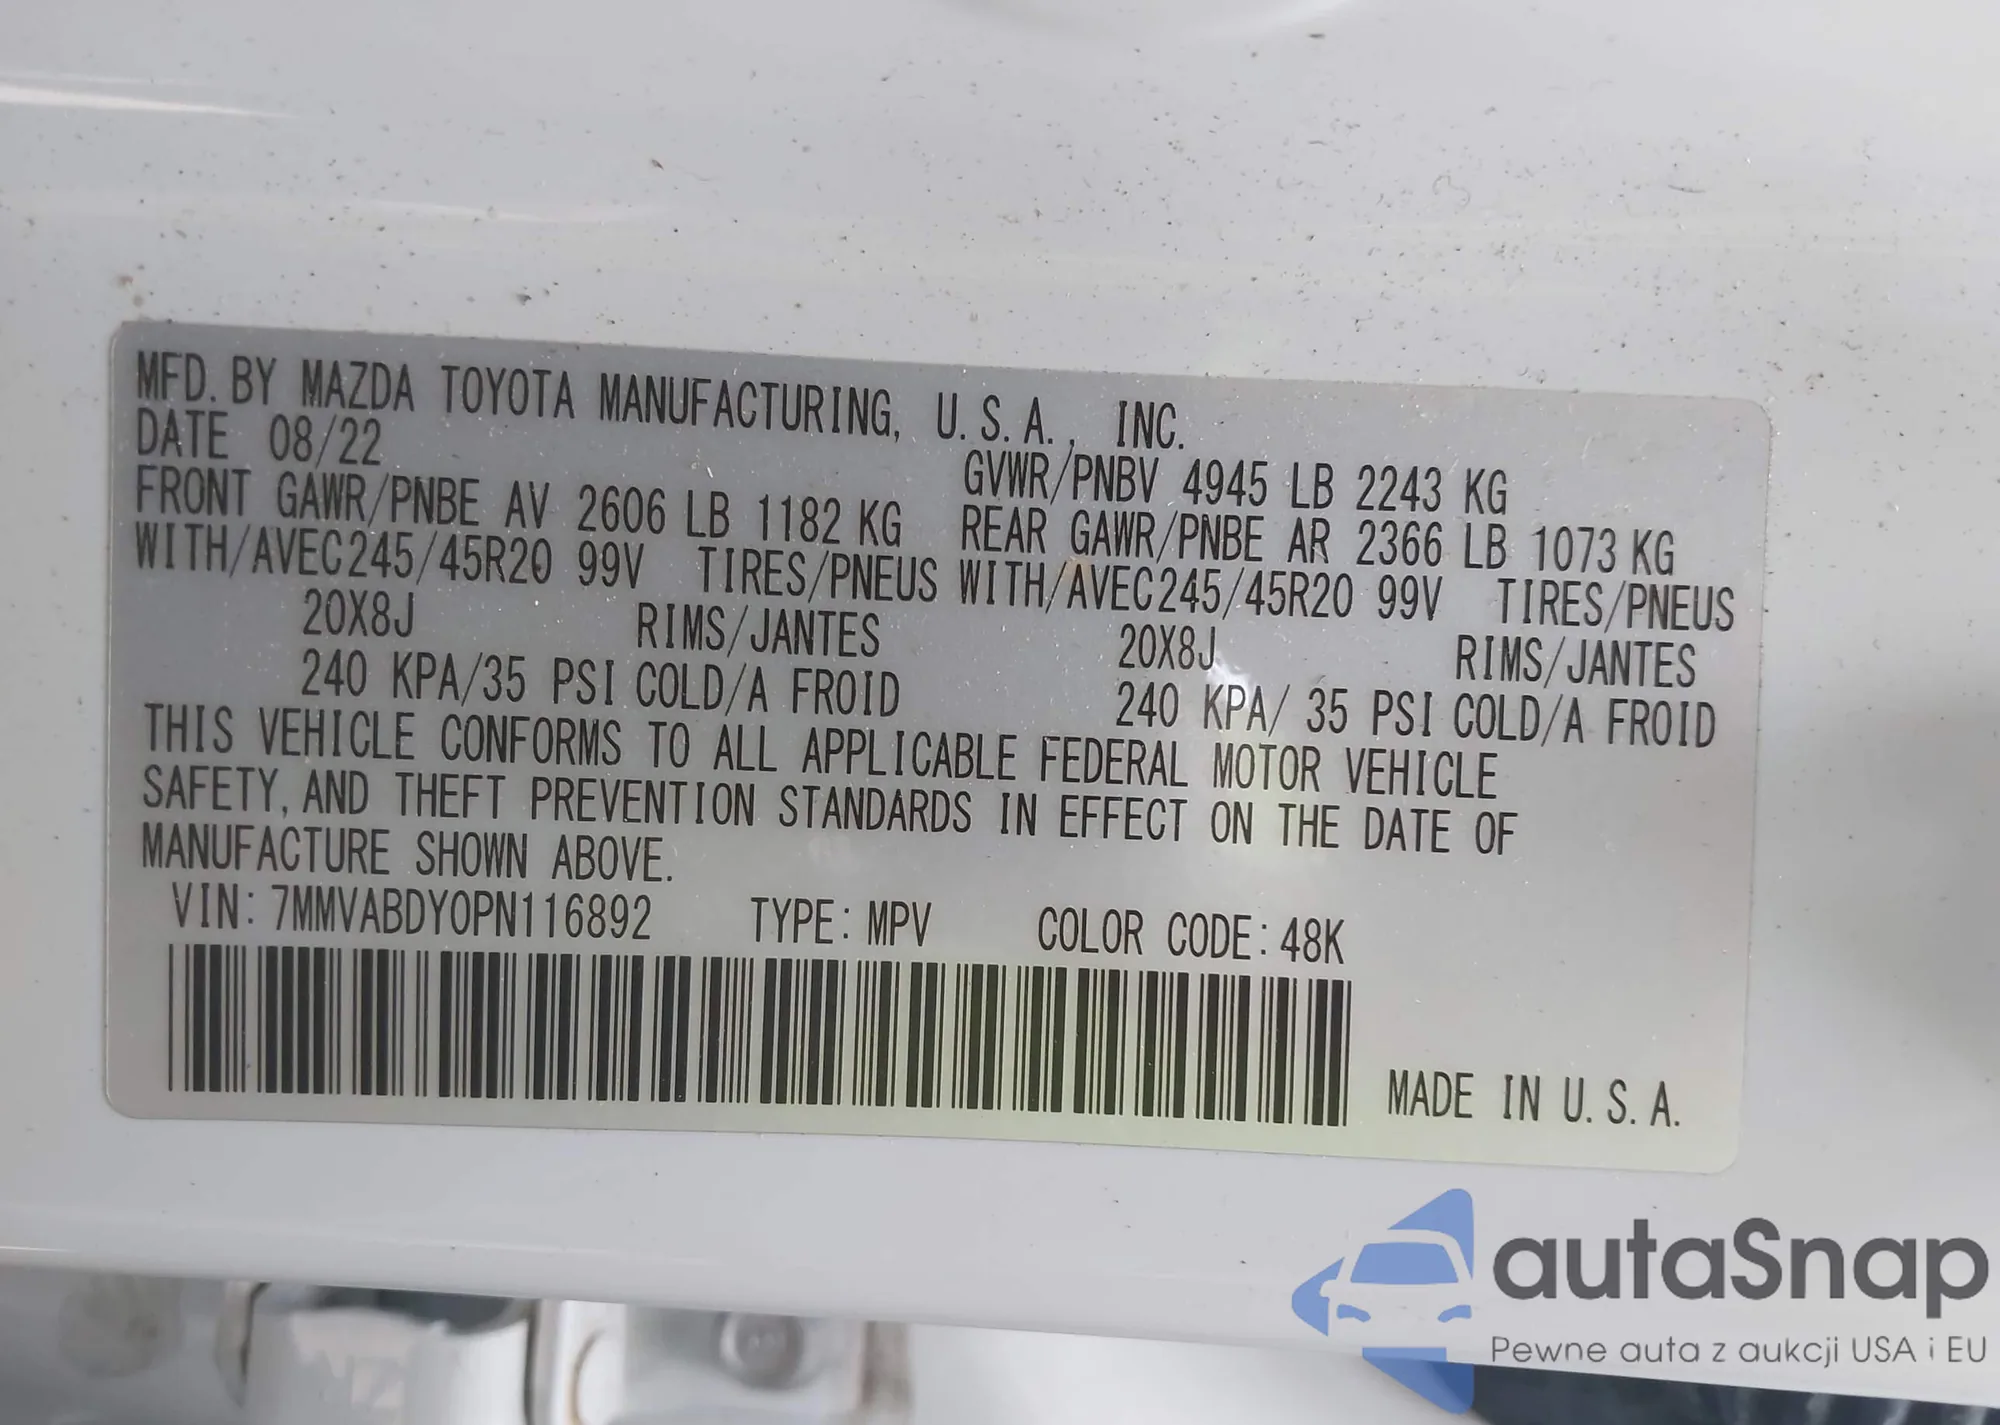 MFD. BY MAZDA TOYOTA MANUFACTURING, U.S.A., INC.
DATE 08/22 GVWR/PNBV 4945 LB 2243 KG
FRONT GAWR/PNBE AV 2606 LB 1182 KG REAR GAWR/PNBE AR 2366 LB 1073 KG
WITH/AVEC245/45R20 99V TIRES/PNEUS WITH/AVEC245/45R20 99V TIRES/PNEUS
20X8J RIMS/JANTES 20X8J RIMS/JANTES
240 KPA/35 PSI COLD/A FROID 240 KPA/ 35 PSI COLD/A FROID
THIS VEHICLE CONFORMS TO ALL APPLICABLE FEDERAL MOTOR VEHICLE
SAFETY, AND THEFT PREVENTION STANDARDS IN EFFECT ON THE DATE OF
MANUFACTURE SHOWN ABOVE.
VIN: 7MMVABDY0PN116892 TYPE: MPV COLOR CODE: 48K
MADE IN U.S.A.
autaSnap
Pewne auta z aukcji USA i EU